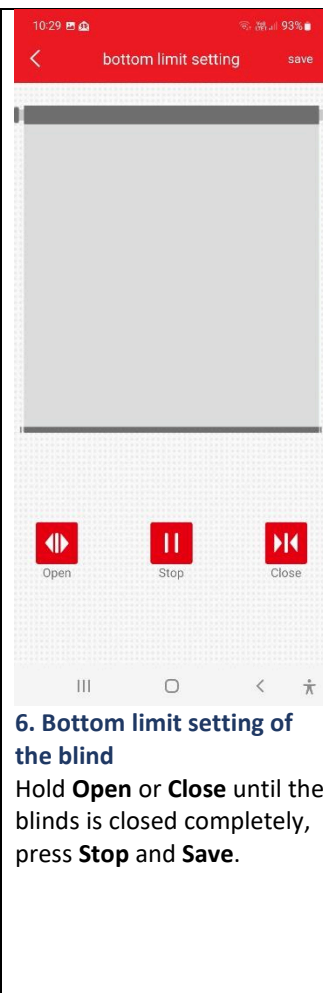 10:29 93%
bottom limit setting save
Open Stop Close
6. Bottom limit setting of
the blind
Hold Open or Close until the
blinds is closed completely,
press Stop and Save.